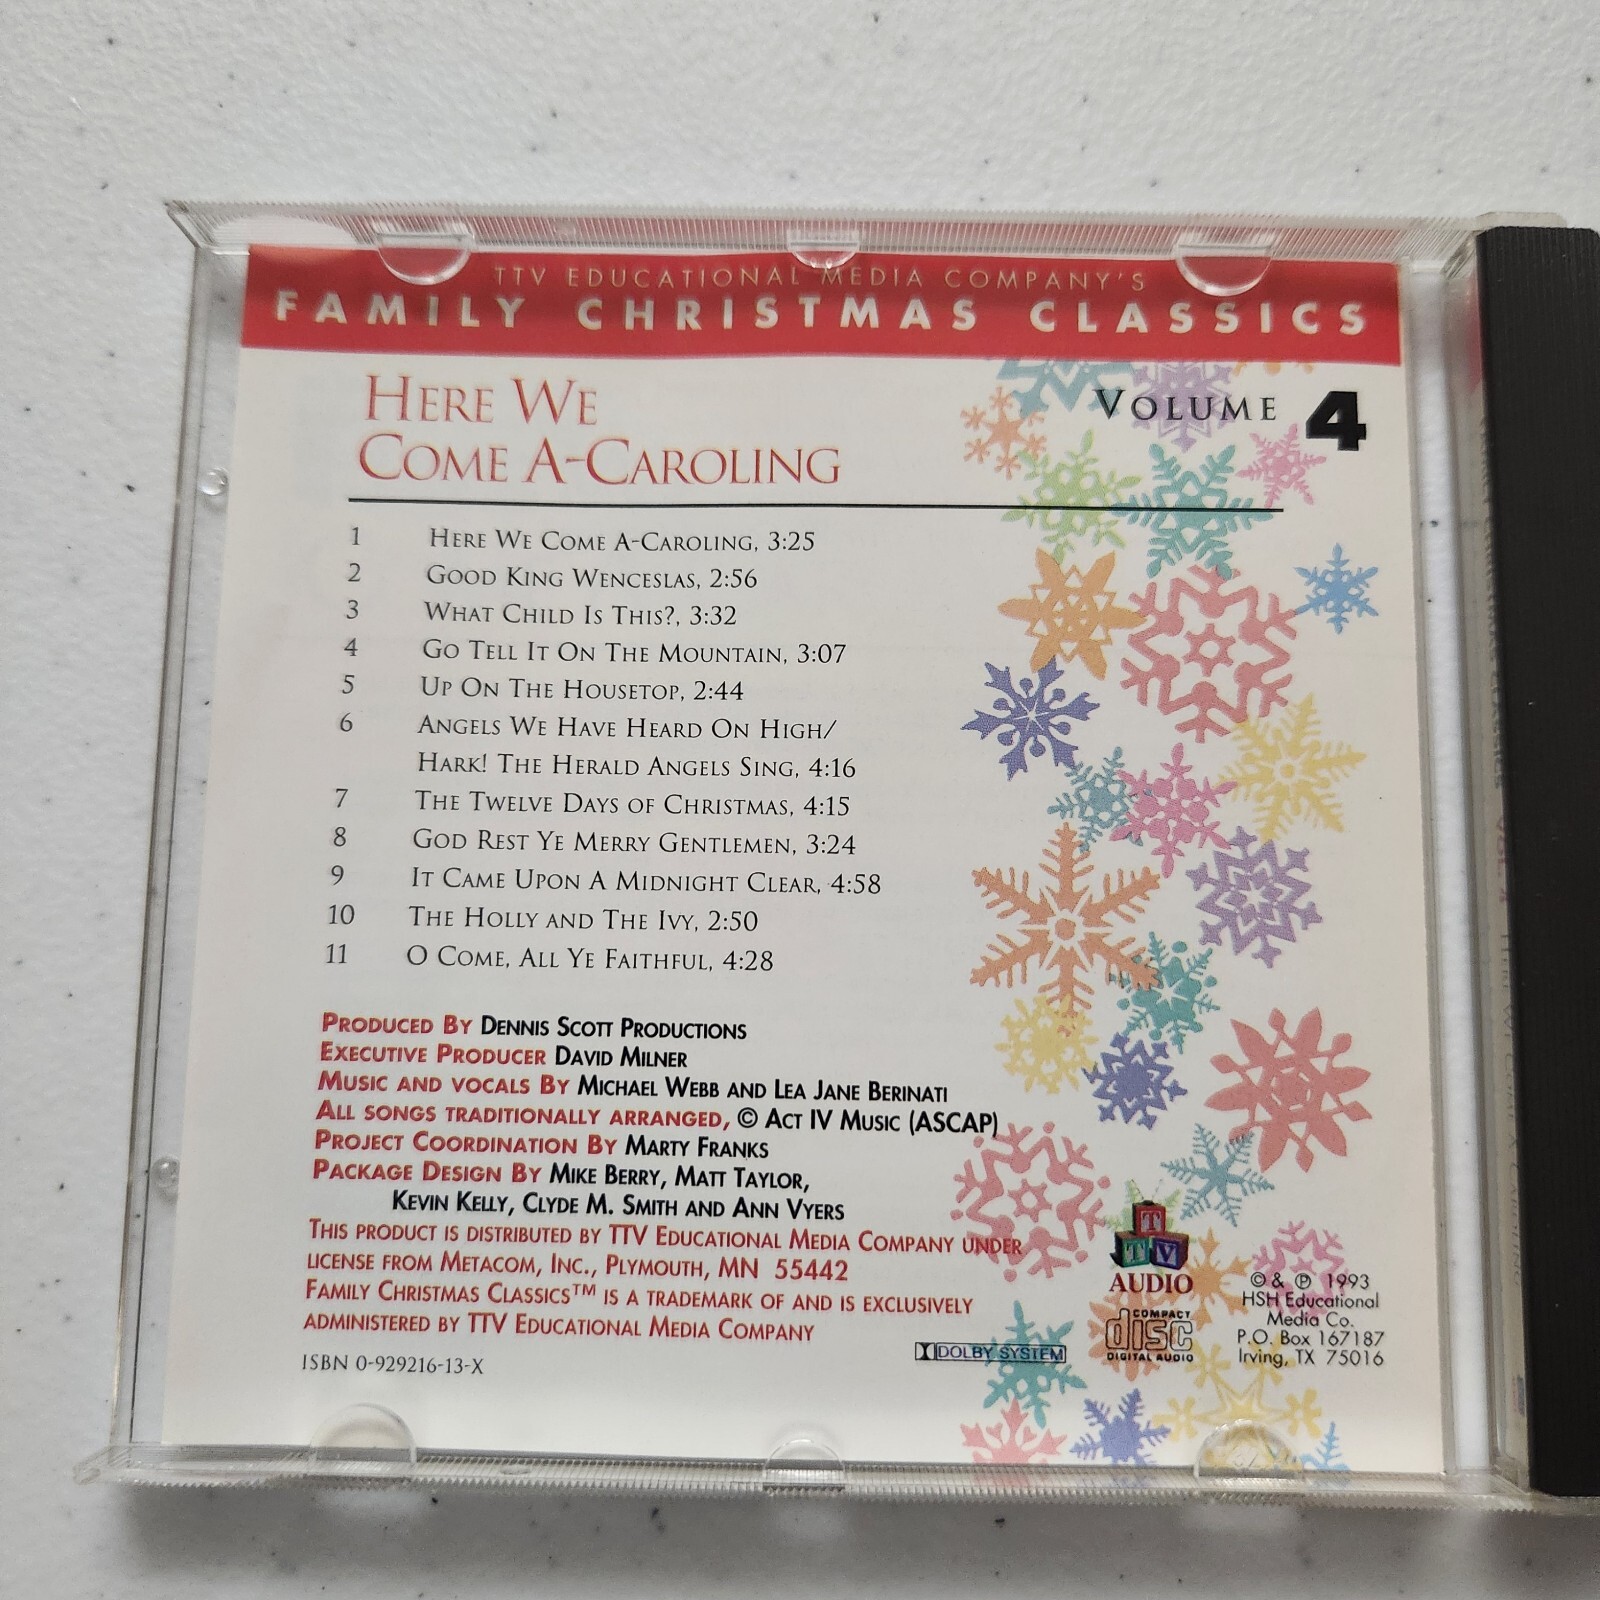 TTV EDUCATIONAL MEDIA COMPANY'S
FAMILY CHRISTMAS CLASSICS
HERE WE
COME A-CAROLING
VOLUME 4
1 HERE WE COME A-CAROLING, 3:25
2 GOOD KING WENCESLAS, 2:56
3 WHAT CHILD IS THIS?, 3:32
4 GO TELL IT ON THE MOUNTAIN, 3:07
5 UP ON THE HOUSETOP, 2:44
6 ANGELS WE HAVE HEARD ON HIGH/
HARK! THE HERALD ANGELS SING, 4:16
7 THE TWELVE DAYS OF CHRISTMAS, 4:15
8 GOD REST YE MERRY GENTLEMEN, 3:24
9 IT CAME UPON A MIDNIGHT CLEAR, 4:58
10 THE HOLLY AND THE IVY, 2:50
11 O COME, ALL YE FAITHFUL, 4:28
PRODUCED BY DENNIS SCOTT PRODUCTIONS
EXECUTIVE PRODUCER DAVID MILNER
MUSIC AND VOCALS BY MICHAEL WEBB AND LEA JANE BERINATI
ALL SONGS TRADITIONALLY ARRANGED, © ACT IV MUSIC (ASCAP)
PROJECT COORDINATION BY MARTY FRANKS
PACKAGE DESIGN BY MIKE BERRY, MATT TAYLOR,
KEVIN KELLY, CLYDE M. SMITH AND ANN VYERS
THIS PRODUCT IS DISTRIBUTED BY TTV EDUCATIONAL MEDIA COMPANY UNDER
LICENSE FROM METACOM, INC., PLYMOUTH, MN 55442
FAMILY CHRISTMAS CLASSICS™ IS A TRADEMARK OF AND IS EXCLUSIVELY
ADMINISTERED BY TTV EDUCATIONAL MEDIA COMPANY
ISBN 0-929216-13-X
DOLBY SYSTEM
T
T V
AUDIO
COMPACT
disc
DIGITAL AUDIO
© & ℗ 1993
HSH Educational
Media Co.
P.O. Box 167187
Irving, TX 75016